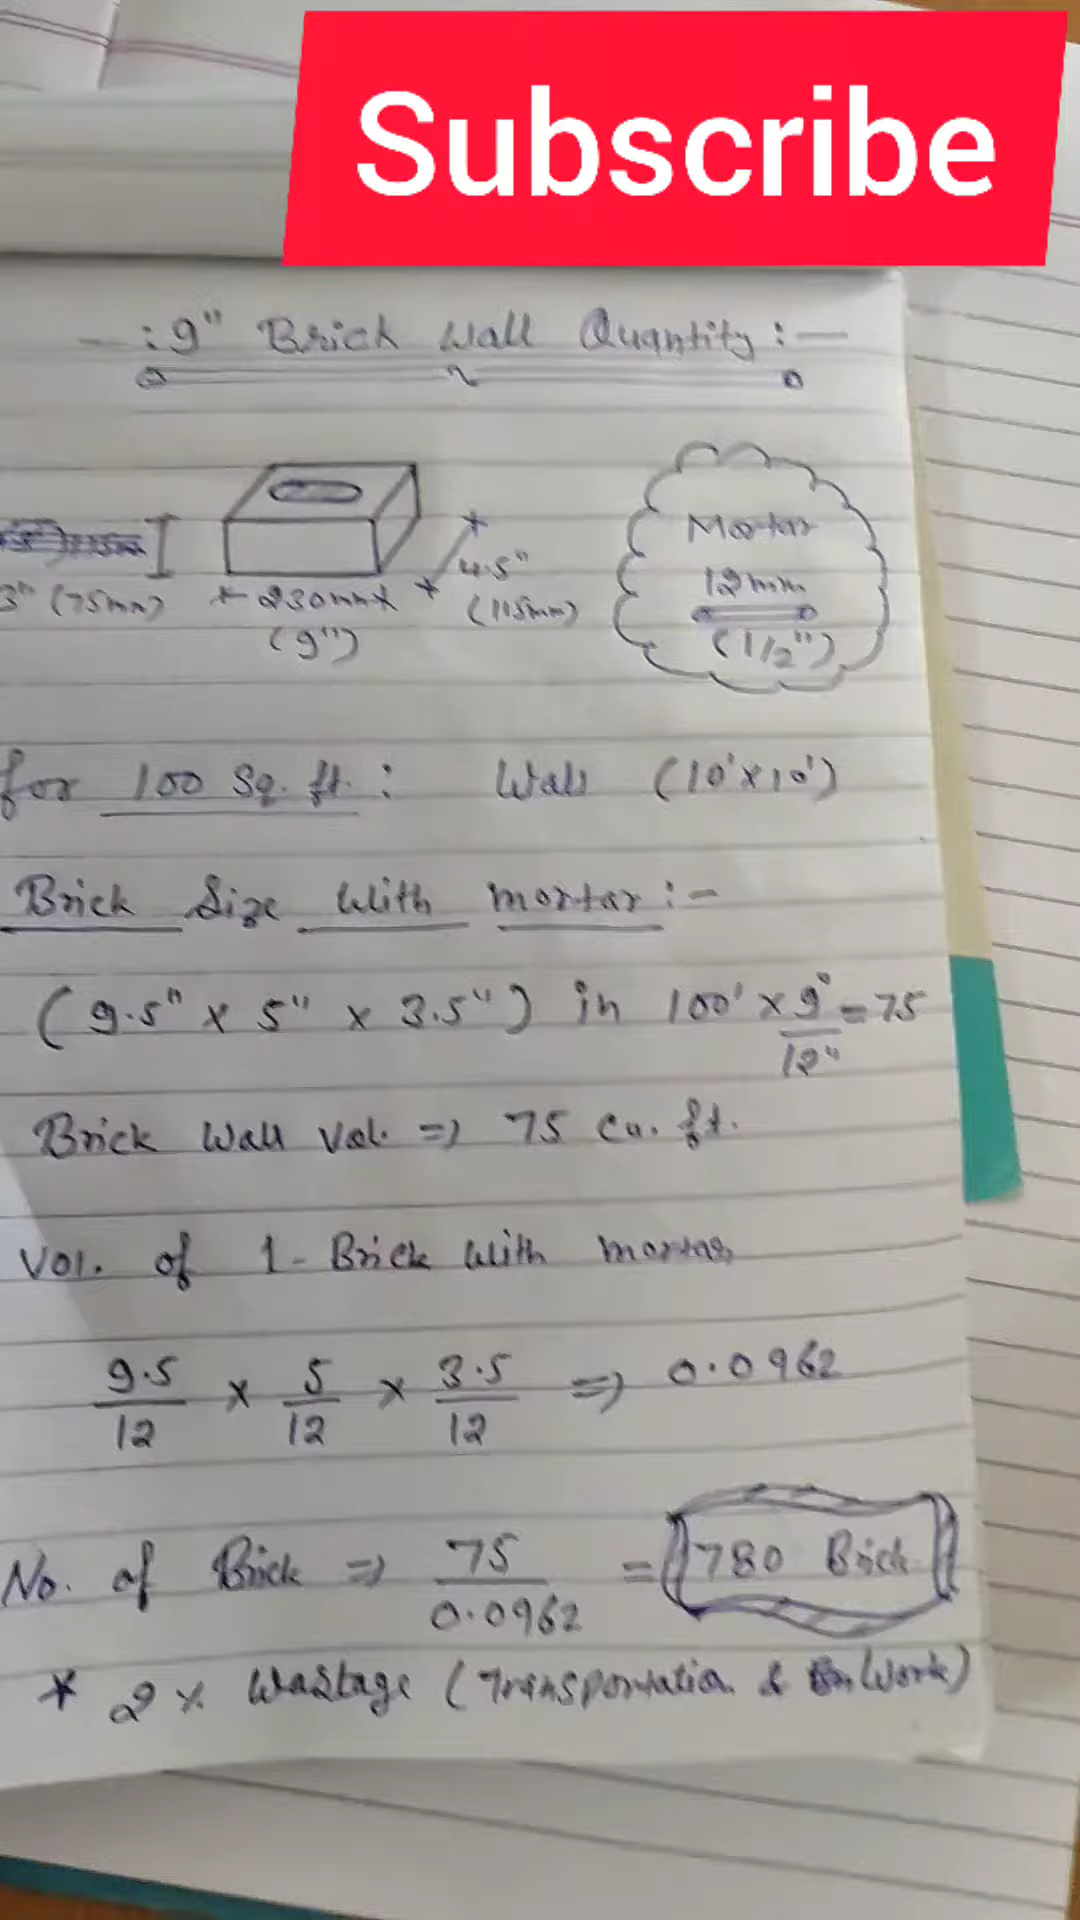 Subscribe
—:9" Brick Wall Quantity:—
3" (75mm)
230mm
(9")
4.5"
(115mm)
Mortar
12mm
(1/2")
for 100 Sq. ft. : Wall (10'x10')
Brick Size With mortar:-
(9.5" x 5" x 3.5") in 100' x 9"/12" = 75
Brick Wall Vol. => 75 Cu. ft.
Vol. of 1 - Brick With mortar
9.5/12 x 5/12 x 3.5/12 => 0.0962
No. of Brick => 75/0.0962 = 780 Brick
* 2 % Wastage (Transportation & On Work)